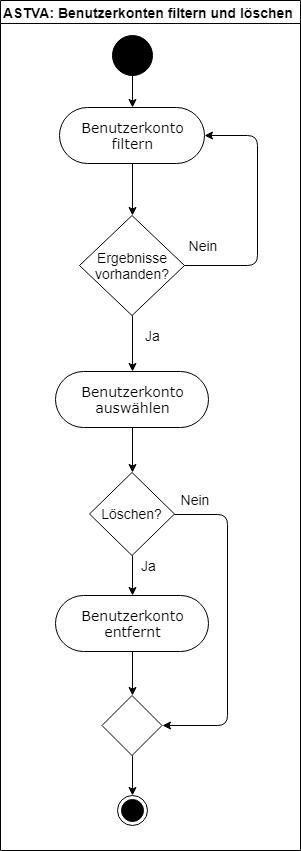 ASTVA: Benutzerkonten filtern und löschen
Benutzerkonto
filtern
Nein
Ergebnisse
vorhanden?
Ja
Benutzerkonto
auswählen
Nein
Löschen?
Ja
Benutzerkonto
entfernt